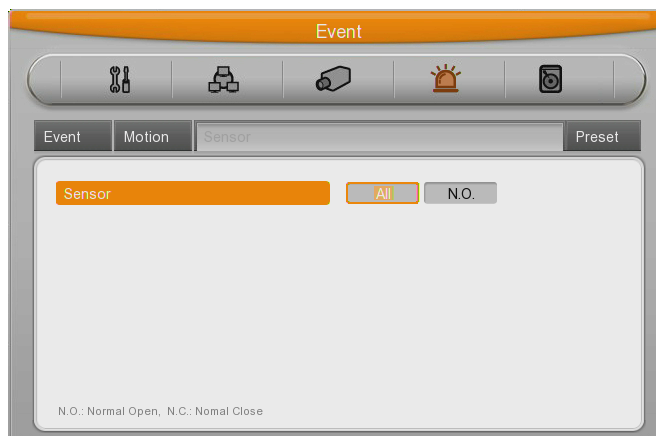 Event
Event Motion Sensor Preset
Sensor All N.O.
N.O.: Normal Open, N.C.: Nomal Close